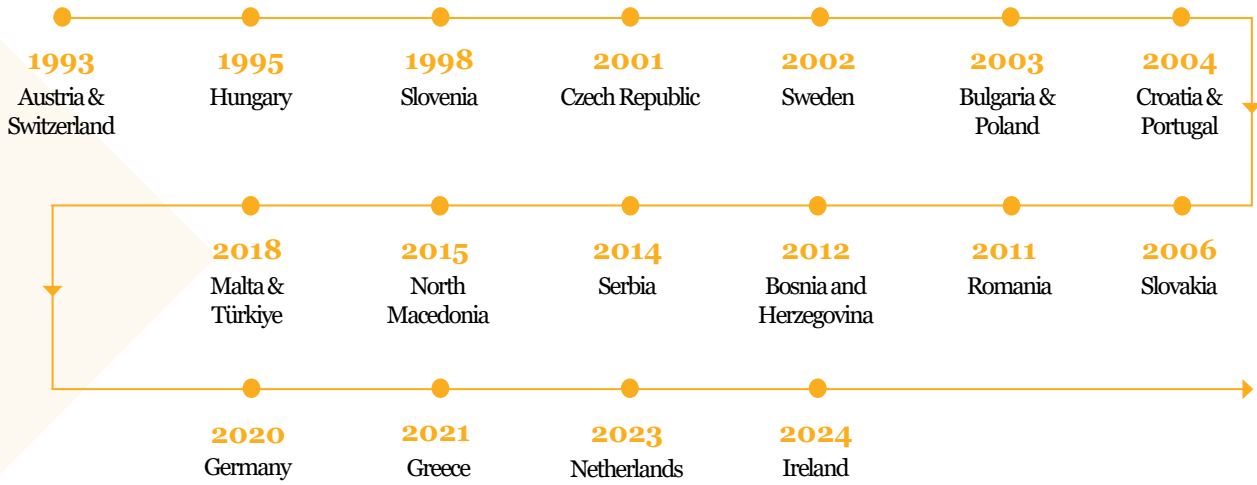 1993
Austria &
Switzerland
1995
Hungary
1998
Slovenia
2001
Czech Republic
2002
Sweden
2003
Bulgaria &
Poland
2004
Croatia &
Portugal
2006
Slovakia
2011
Romania
2012
Bosnia and
Herzegovina
2014
Serbia
2015
North
Macedonia
2018
Malta &
Türkiye
2020
Germany
2021
Greece
2023
Netherlands
2024
Ireland